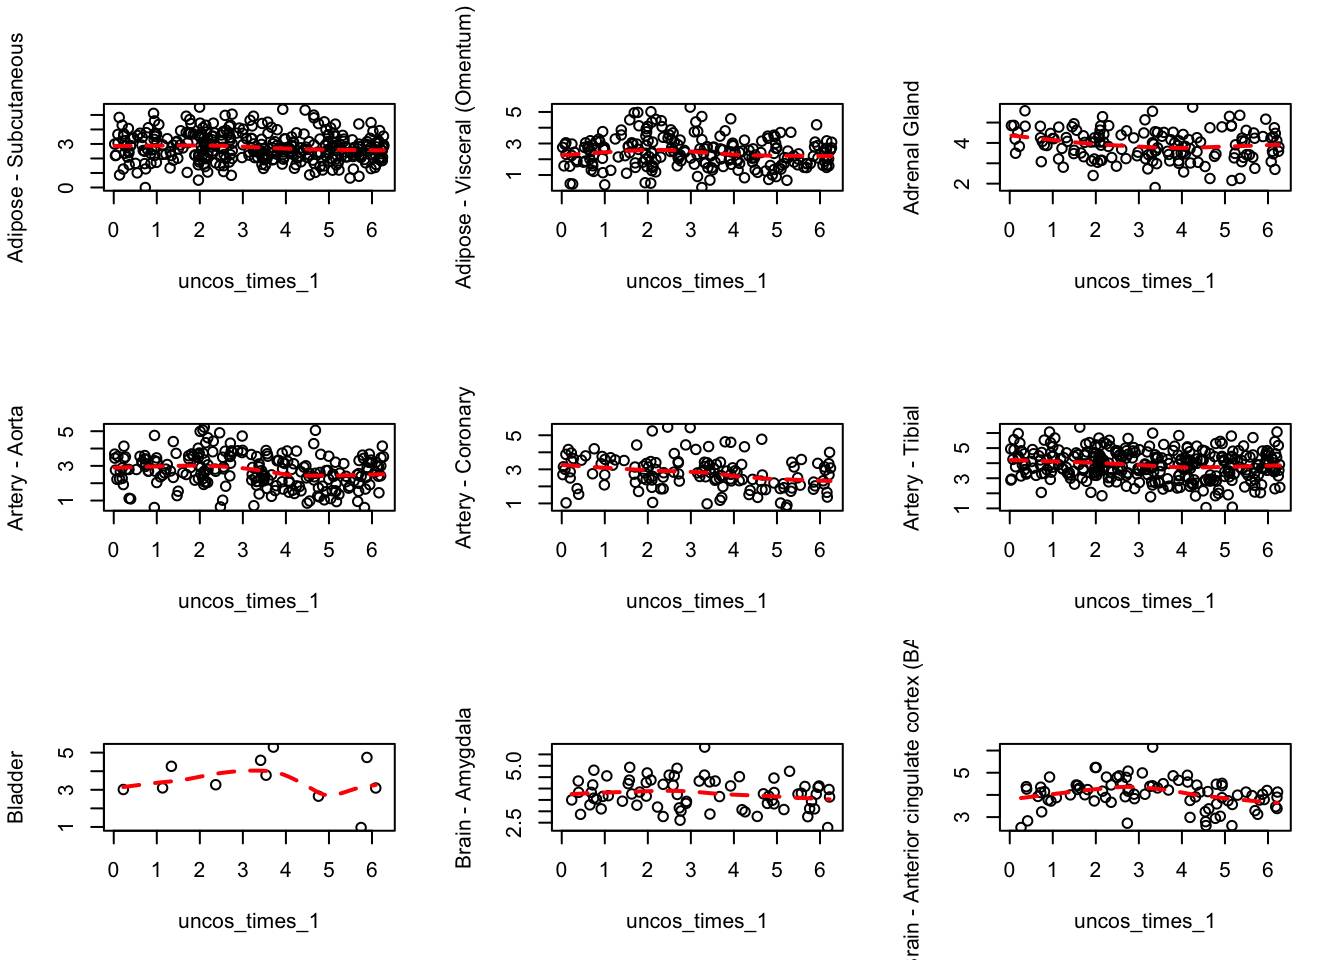 Adipose - Subcutaneous
0 3
0 1 2 3 4 5 6
uncos_times_1
Adipose - Visceral (Omentum)
1 3 5
0 1 2 3 4 5 6
uncos_times_1
Adrenal Gland
2 4
0 1 2 3 4 5 6
uncos_times_1
Artery - Aorta
1 3 5
0 1 2 3 4 5 6
uncos_times_1
Artery - Coronary
1 3 5
0 1 2 3 4 5 6
uncos_times_1
Artery - Tibial
1 3 5
0 1 2 3 4 5 6
uncos_times_1
Bladder
1 3 5
0 1 2 3 4 5 6
uncos_times_1
Brain - Amygdala
2.5 5.0
0 1 2 3 4 5 6
uncos_times_1
rain - Anterior cingulate cortex (BA
3 5
0 1 2 3 4 5 6
uncos_times_1